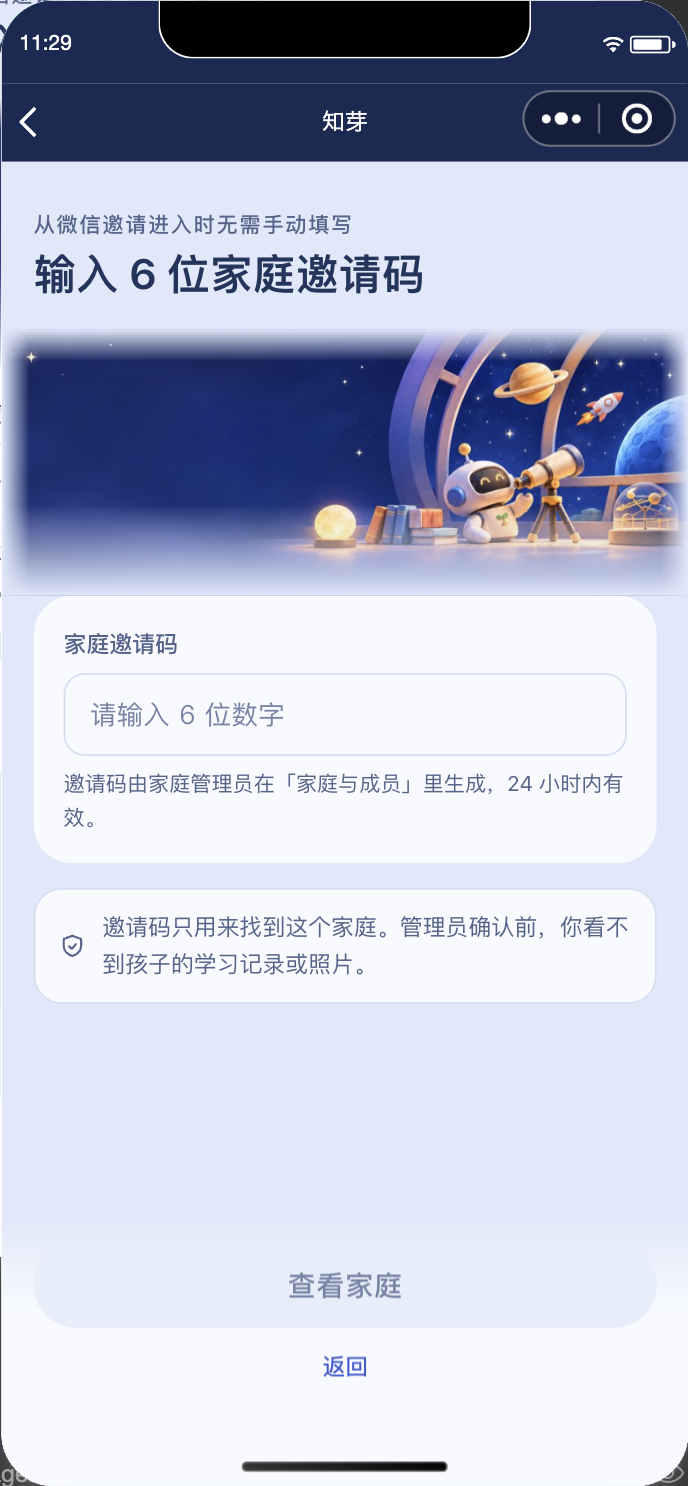 11:29
知芽
从微信邀请进入时无需手动填写
输入 6 位家庭邀请码
家庭邀请码
请输入 6 位数字
邀请码由家庭管理员在「家庭与成员」里生成，24 小时内有
效。
邀请码只用来找到这个家庭。管理员确认前，你看不
到孩子的学习记录或照片。
查看家庭
返回